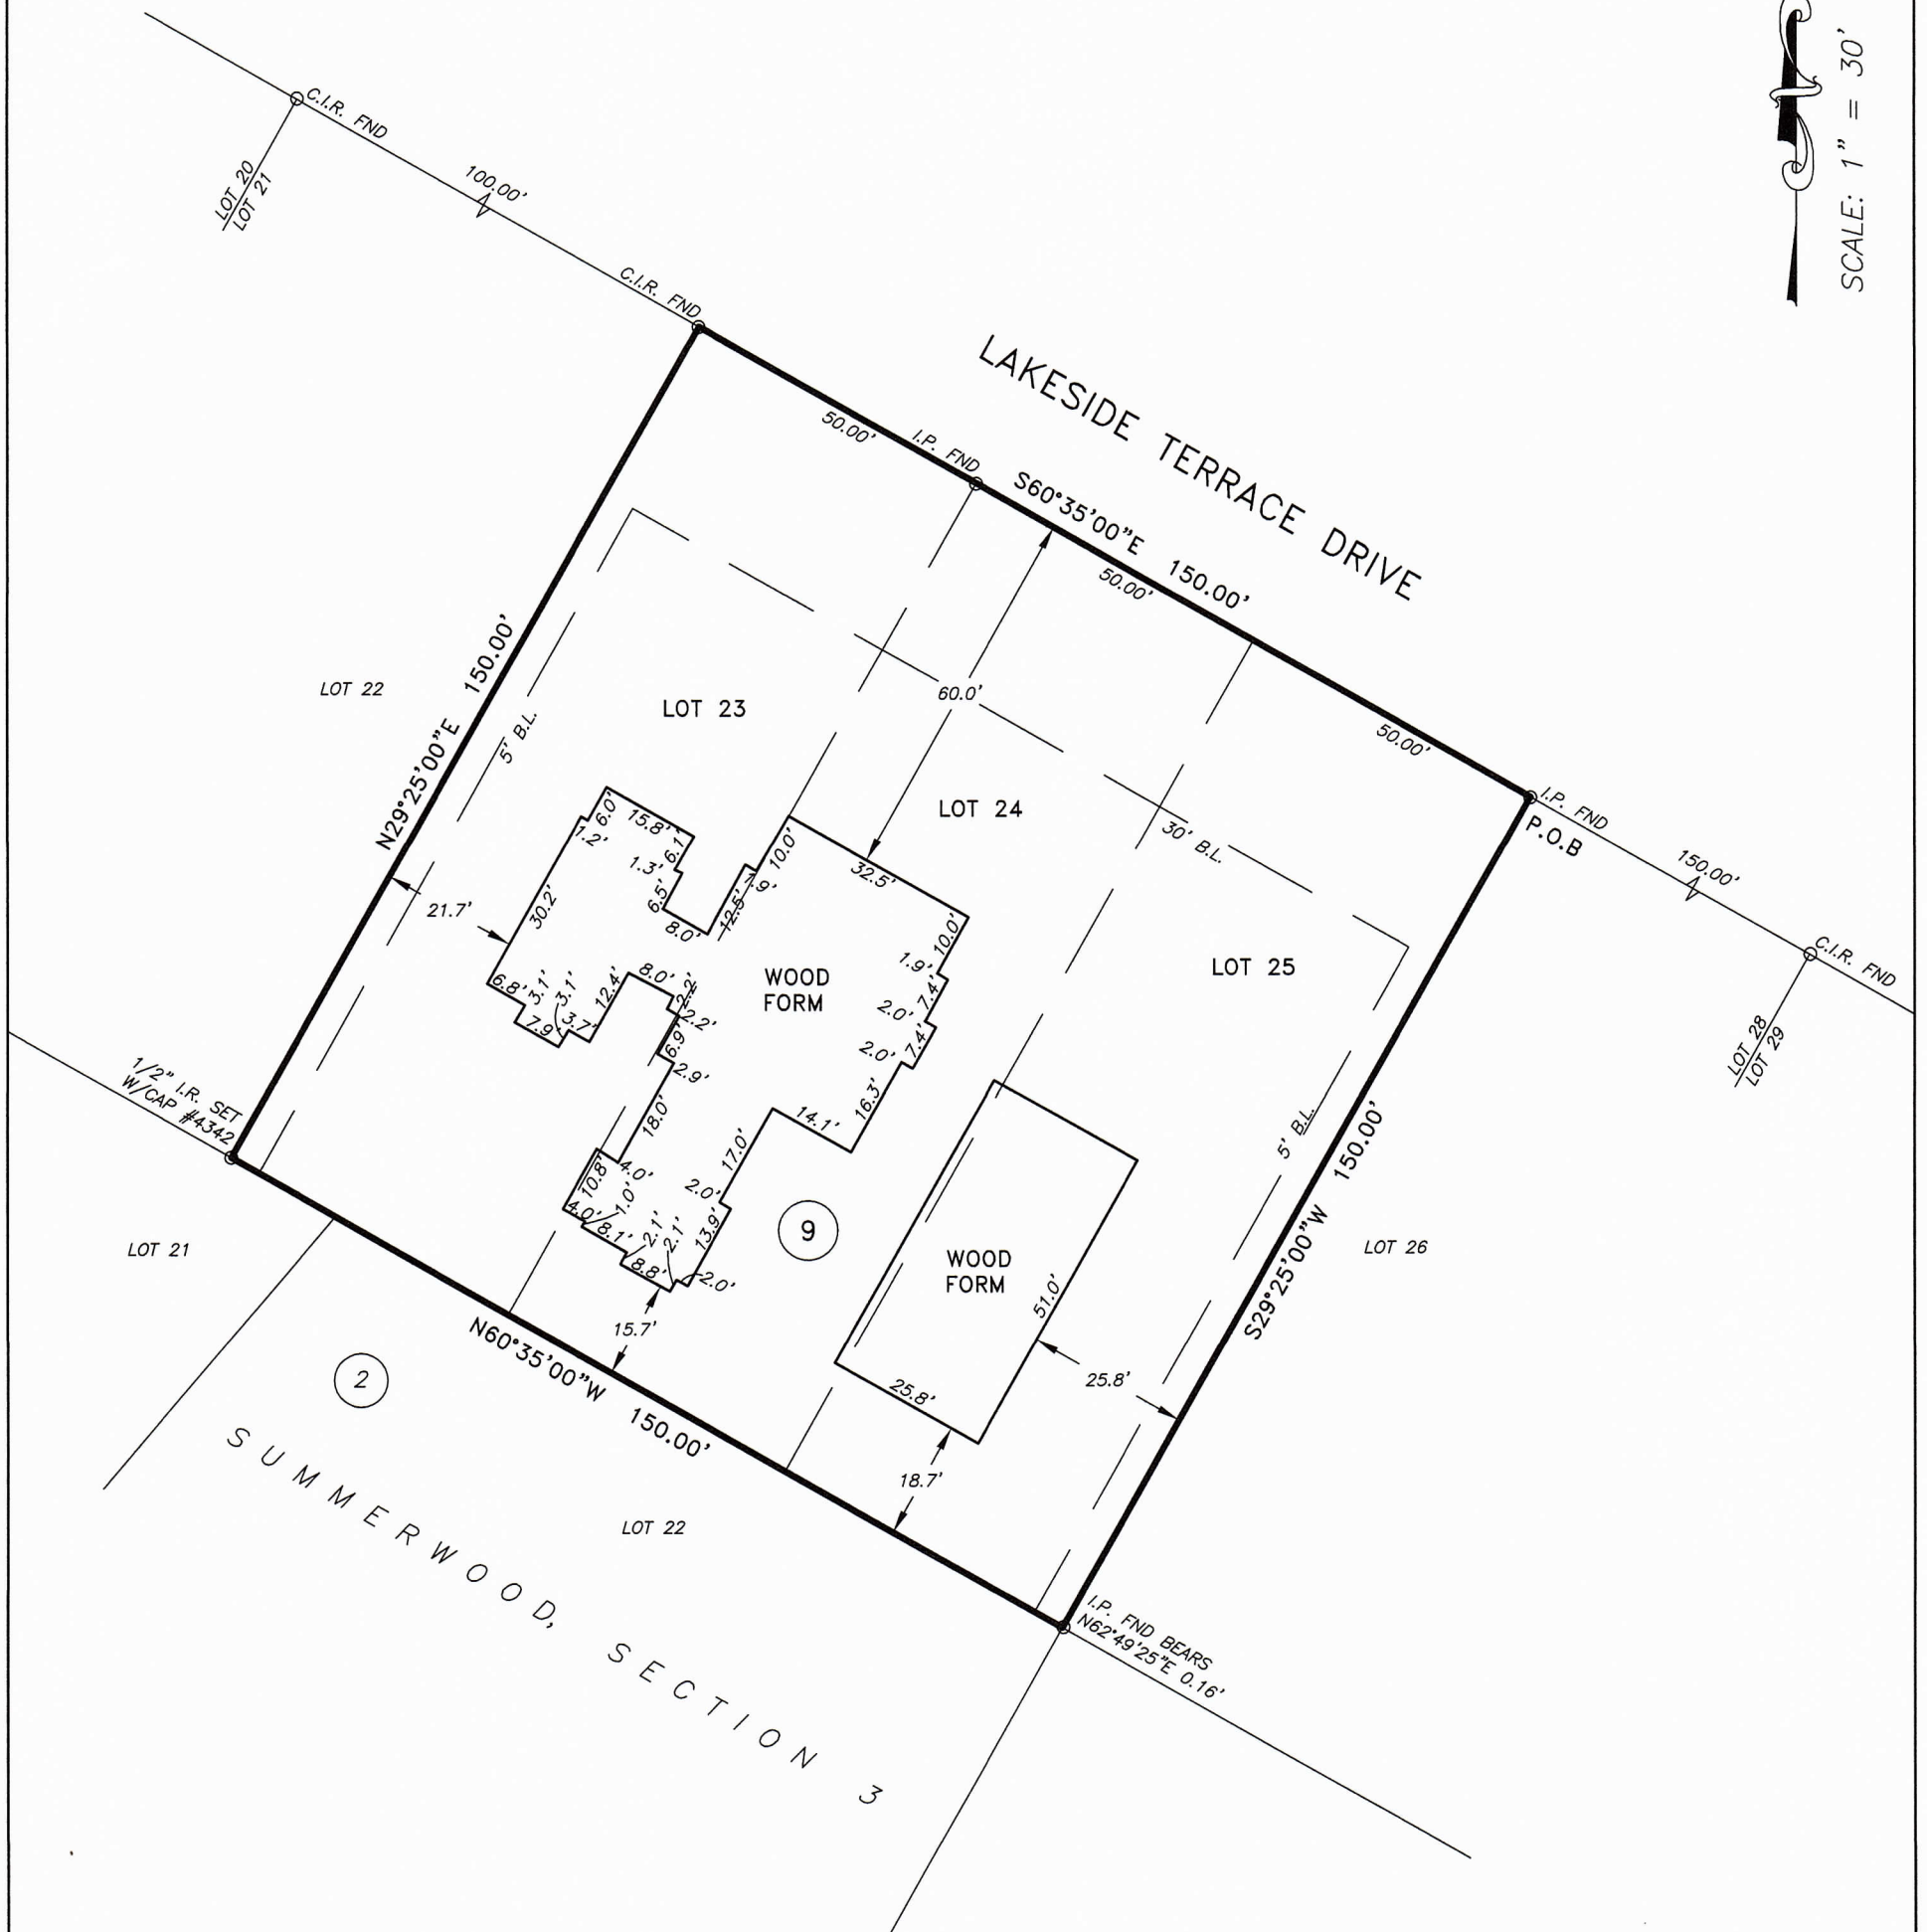 SCALE: 1" = 30'
C.I.R. FND
LOT 20
LOT 21
100.00'
C.I.R. FND
LAKESIDE TERRACE DRIVE
50.00'
I.P. FND
S60°35'00"E 150.00'
50.00'
50.00'
I.P. FND
P.O.B
150.00'
C.I.R. FND
LOT 28
LOT 29
LOT 22
N29°25'00"E 150.00'
5' B.L.
LOT 23
60.0'
LOT 24
30' B.L.
LOT 25
6.0'
15.8'
1.2'
6.1'
1.3'
6.5'
8.0'
12.5'
1.9'
10.0'
32.5'
10.0'
1.9'
7.4'
2.0'
7.4'
2.0'
16.3'
14.1'
21.7'
30.2'
6.8'
3.1'
3.1'
7.9'
3.7'
12.4'
8.0'
2.2'
2.2'
6.9'
2.9'
18.0'
WOOD
FORM
1/2" I.R. SET
W/CAP #4342
4.0'
10.8'
4.0'
1.0'
8.1'
2.1'
2.1'
8.8'
2.0'
13.9'
2.0'
17.0'
9
WOOD
FORM
51.0'
25.8'
25.8'
5' B.L.
S29°25'00"W 150.00'
LOT 26
LOT 21
15.7'
18.7'
N60°35'00"W 150.00'
2
LOT 22
SUMMERWOOD, SECTION 3
I.P. FND BEARS
N62°49'25"E 0.16'